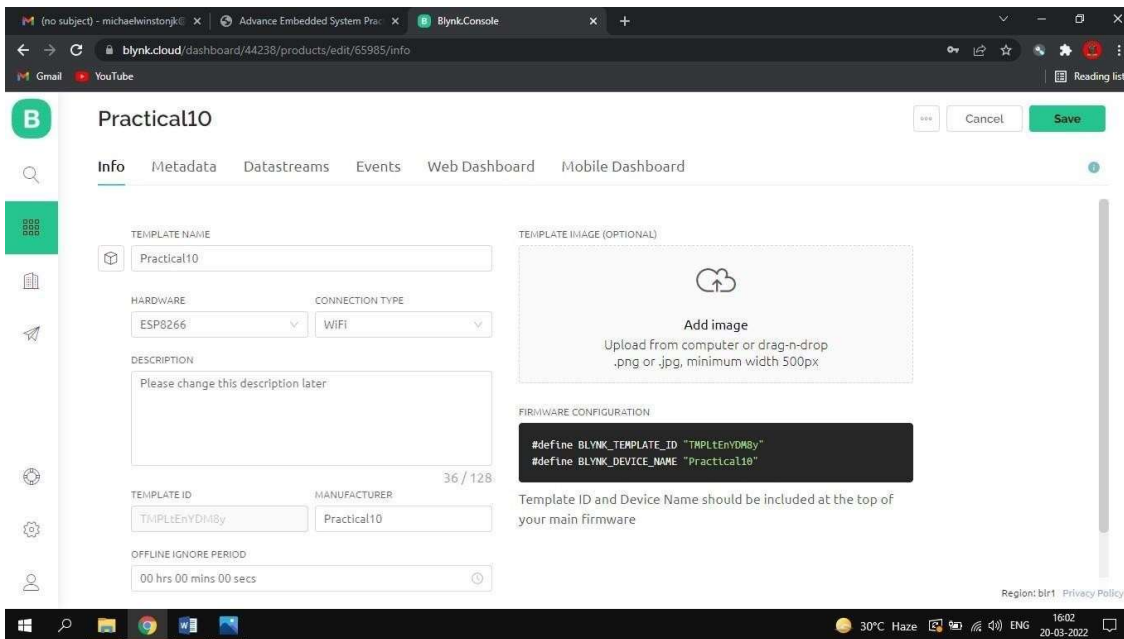 (no subject) - michaelwinstonjk@
Advance Embedded System Prac
Blynk.Console
blynk.cloud/dashboard/44238/products/edit/65985/info
Gmail
YouTube
Reading list
B
Practical10
Cancel
Save
Info
Metadata
Datastreams
Events
Web Dashboard
Mobile Dashboard
TEMPLATE NAME
Practical10
HARDWARE
CONNECTION TYPE
ESP8266
WiFi
DESCRIPTION
Please change this description later
36 / 128
TEMPLATE ID
MANUFACTURER
TMPLtEnYDM8y
Practical10
OFFLINE IGNORE PERIOD
00 hrs 00 mins 00 secs
TEMPLATE IMAGE (OPTIONAL)
Add image
Upload from computer or drag-n-drop
.png or .jpg, minimum width 500px
FIRMWARE CONFIGURATION
#define BLYNK_TEMPLATE_ID "TMPLtEnYDM8y"
#define BLYNK_DEVICE_NAME "Practical10"
Template ID and Device Name should be included at the top of
your main firmware
Region: blr1 Privacy Policy
30°C Haze
ENG
16:02
20-03-2022